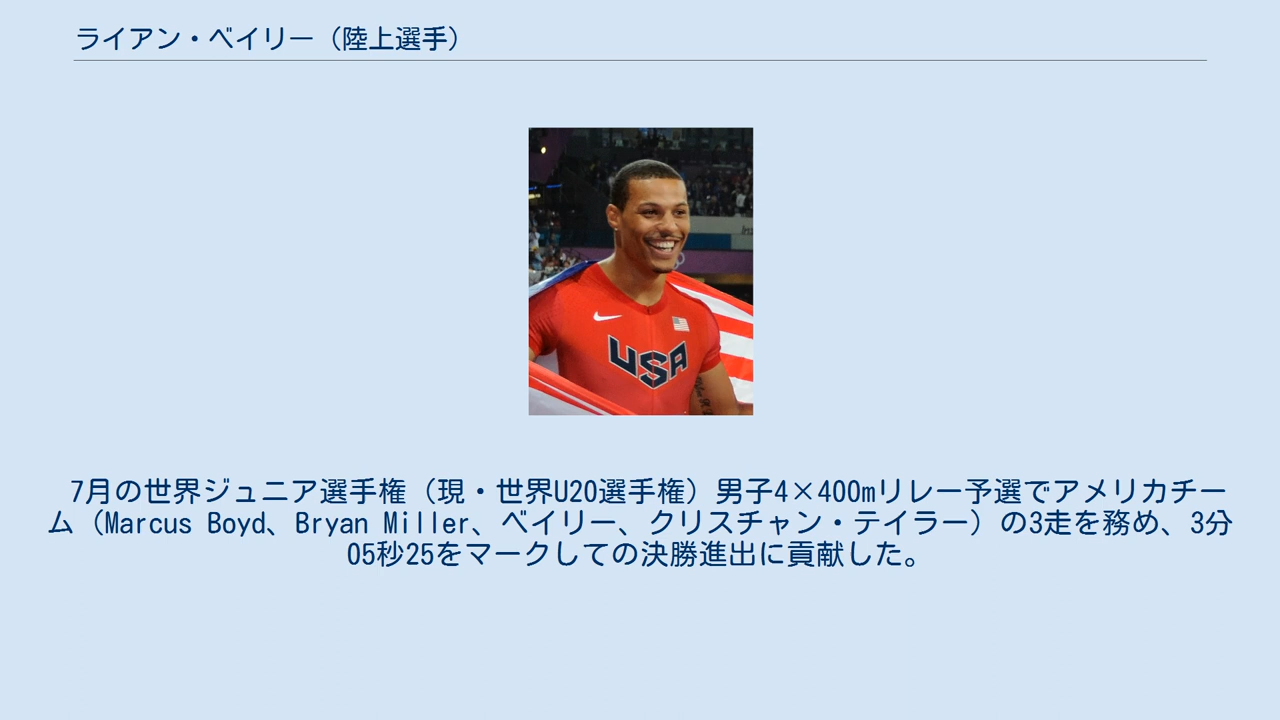 ライアン・ベイリー（陸上選手）
USA
7月の世界ジュニア選手権（現・世界U20選手権）男子4×400mリレー予選でアメリカチー
ム（Marcus Boyd、Bryan Miller、ベイリー、クリスチャン・テイラー）の3走を務め、3分
05秒25をマークしての決勝進出に貢献した。